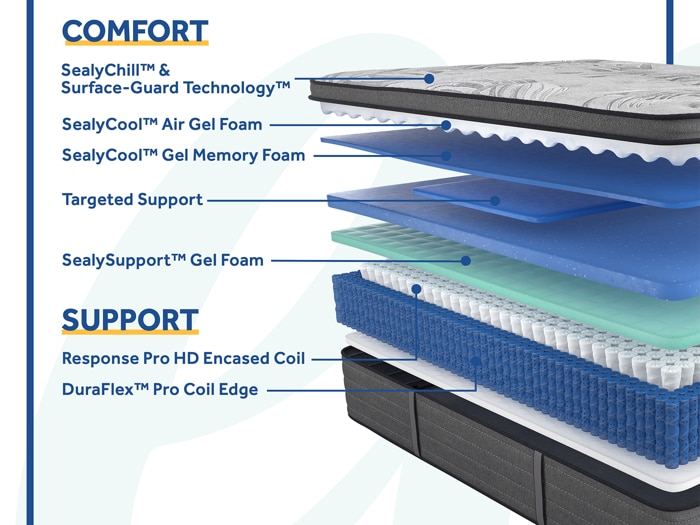 COMFORT
SealyChill™ &
Surface-Guard Technology™
SealyCool™ Air Gel Foam
SealyCool™ Gel Memory Foam
Targeted Support
SealySupport™ Gel Foam
SUPPORT
Response Pro HD Encased Coil
DuraFlex™ Pro Coil Edge